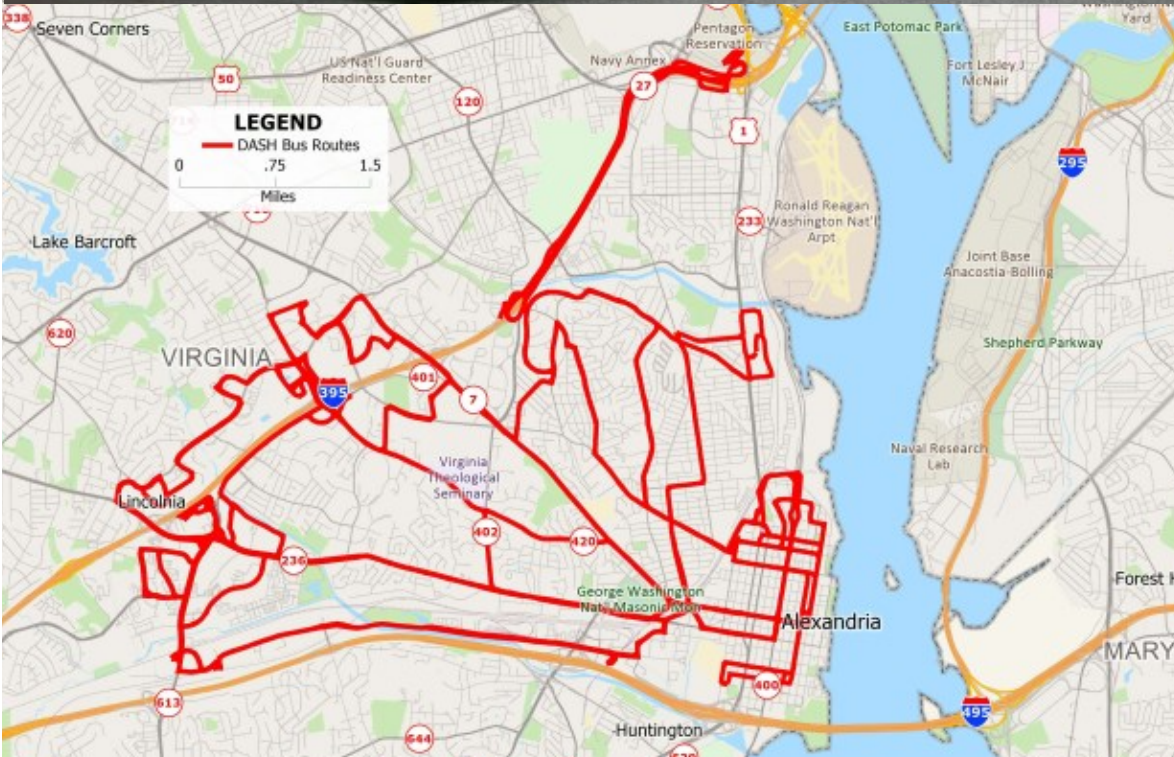 338
Seven Corners
50
US Nat'l Guard
Readiness Center
120
Navy Annex
Pentagon
Reservation
27
1
East Potomac Park
Fort Lesley J
McNair
Yard
295
LEGEND
DASH Bus Routes
0 .75 1.5
Miles
233
Ronald Reagan
Washington Nat'l
Arpt
Joint Base
Anacostia-Bolling
Lake Barcroft
620
VIRGINIA
Shepherd Parkway
395
401
7
Naval Research
Lab
Virginia
Theological
Seminary
Lincolnia
402
420
236
George Washington
Nat'l Masonic Mem
Alexandria
Forest H
MARY
400
613
495
Huntington
644